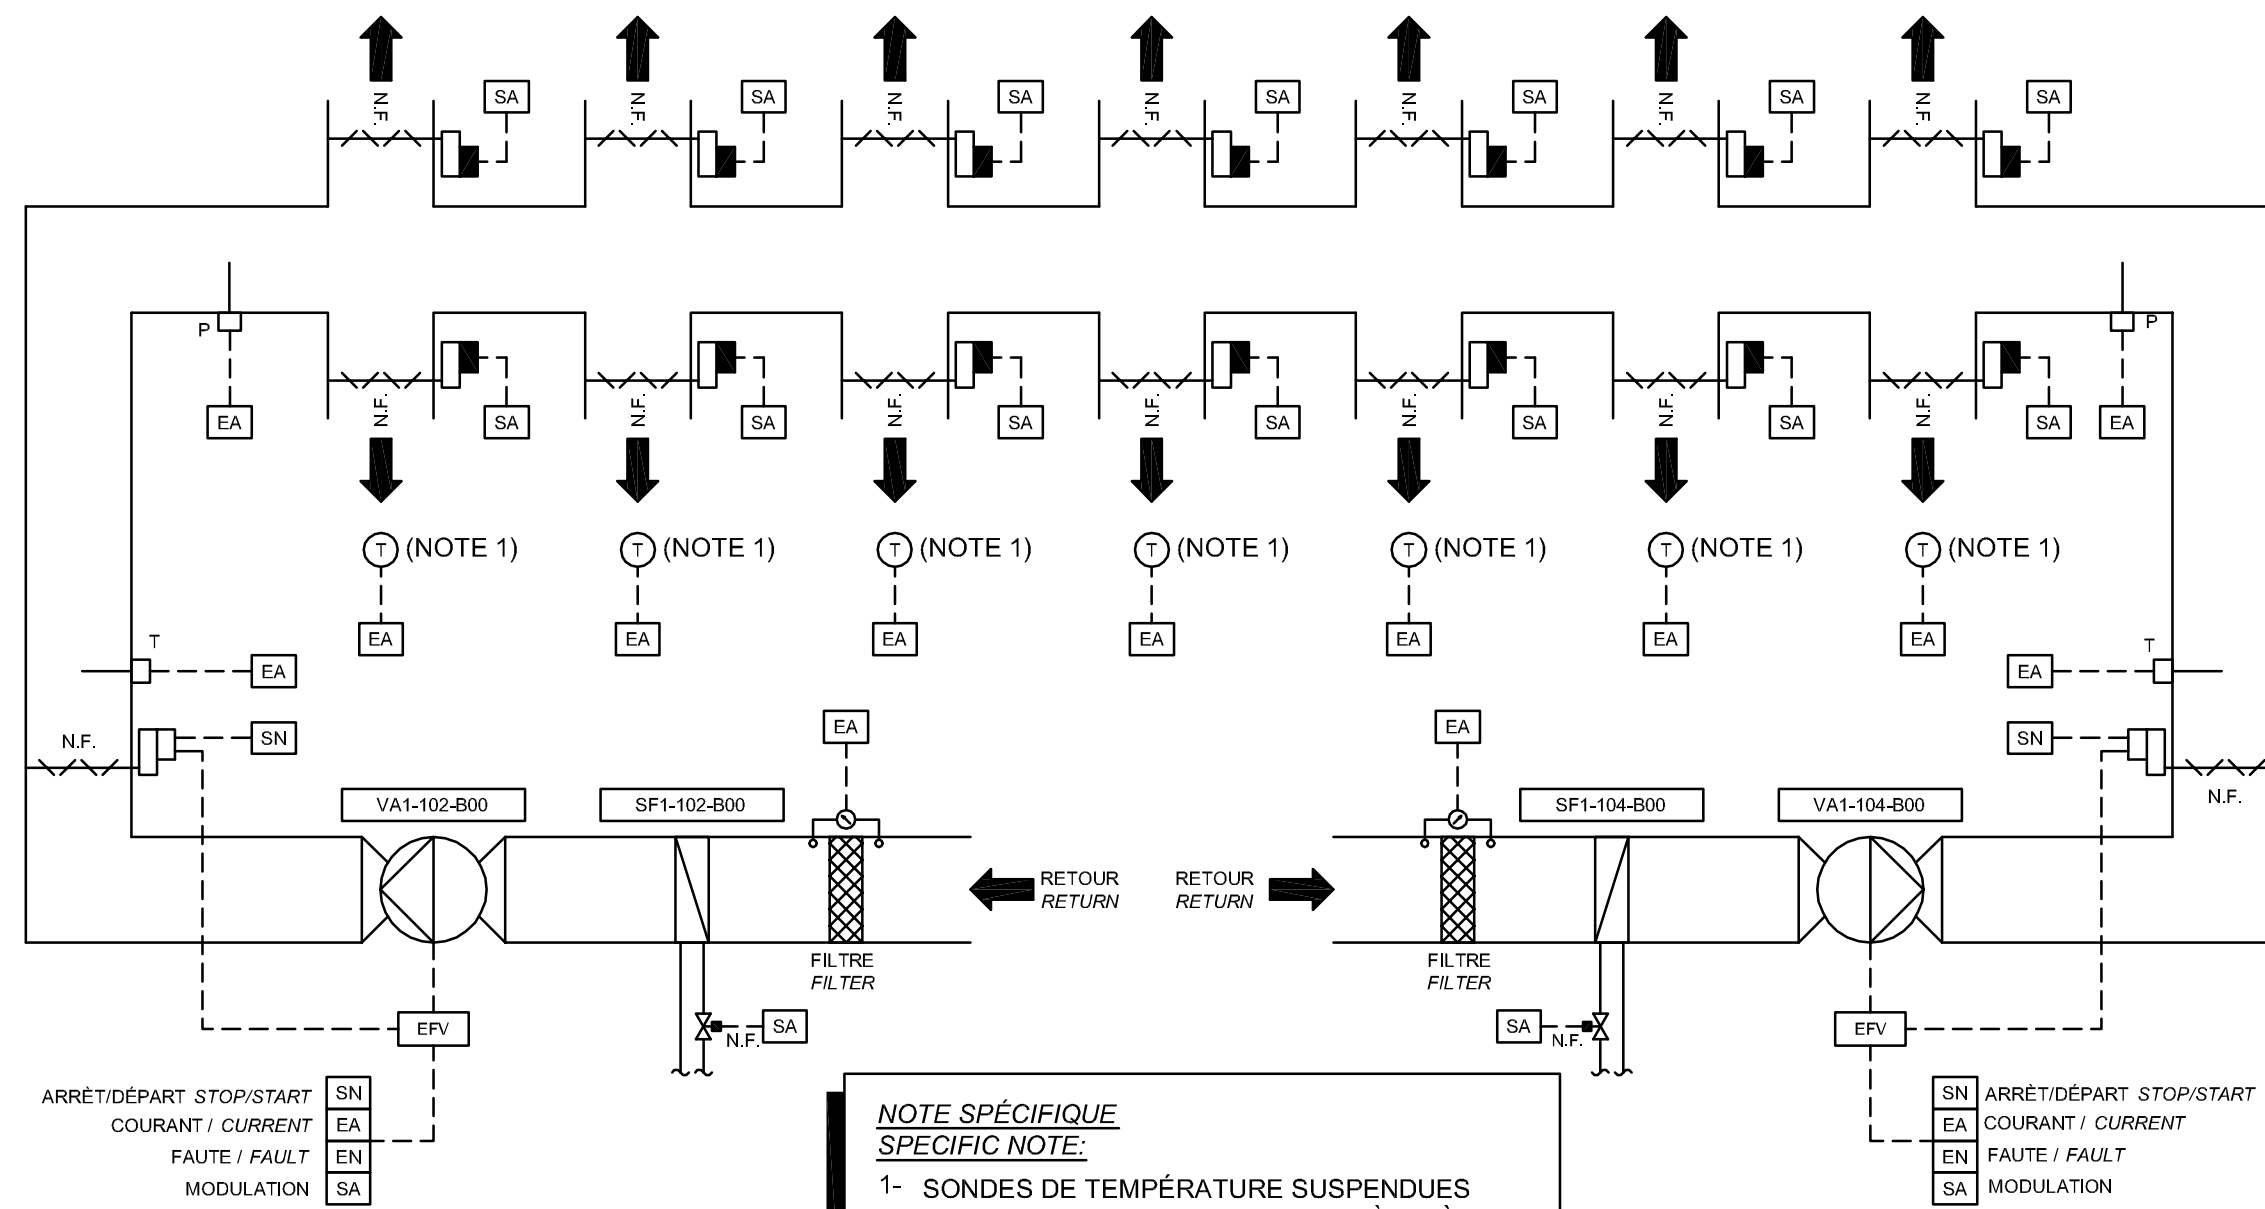 SA SA SA SA SA SA SA
N.F. N.F. N.F. N.F. N.F. N.F. N.F.
P P
EA SA SA SA SA SA SA SA EA
N.F. N.F. N.F. N.F. N.F. N.F. N.F.
T (NOTE 1) T (NOTE 1) T (NOTE 1) T (NOTE 1) T (NOTE 1) T (NOTE 1) T (NOTE 1)
EA EA EA EA EA EA EA
T T
EA EA
N.F. SN EA EA SN
N.F.
VA1-102-B00 SF1-102-B00 SF1-104-B00 VA1-104-B00
RETOUR RETOUR
RETURN RETURN
FILTRE FILTRE
FILTER FILTER
EFV SA SA EFV
N.F. N.F.
ARRÈT/DÉPART STOP/START SN
COURANT / CURRENT EA
FAUTE / FAULT EN
MODULATION SA
NOTE SPÉCIFIQUE
SPECIFIC NOTE:
1- SONDES DE TEMPÉRATURE SUSPENDUES
SN ARRÈT/DÉPART STOP/START
EA COURANT / CURRENT
EN FAUTE / FAULT
SA MODULATION